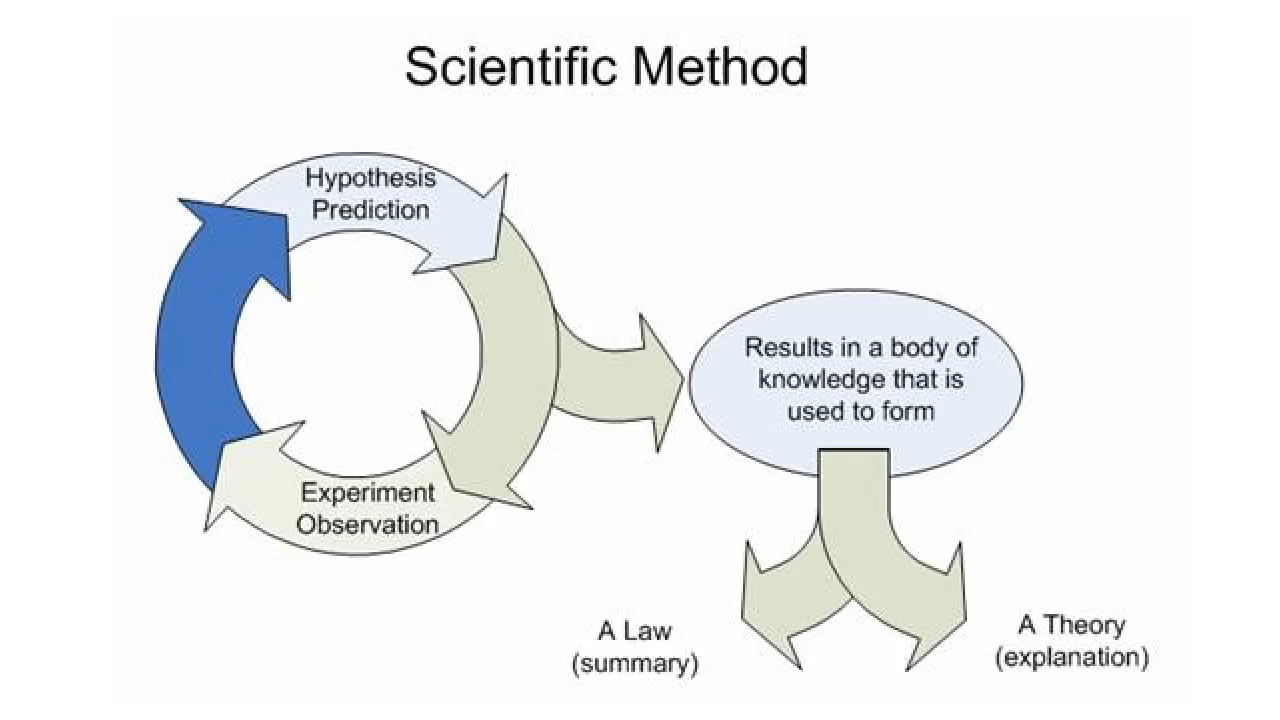 Scientific Method
Hypothesis
Prediction
Experiment
Observation
Results in a body of
knowledge that is
used to form
A Law
(summary)
A Theory
(explanation)